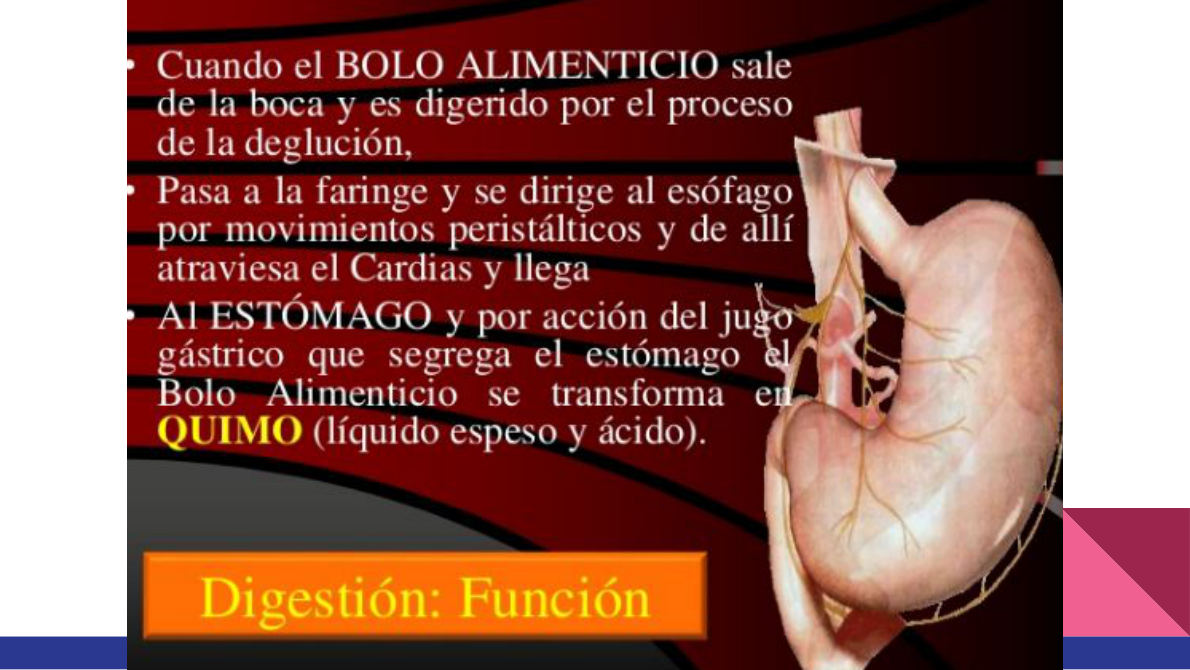 • Cuando el BOLO ALIMENTICIO sale
de la boca y es digerido por el proceso
de la deglución,
• Pasa a la faringe y se dirige al esófago
por movimientos peristálticos y de allí
atraviesa el Cardias y llega
• Al ESTÓMAGO y por acción del jugo
gástrico que segrega el estómago el
Bolo Alimenticio se transforma en
QUIMO (líquido espeso y ácido).
Digestión: Función